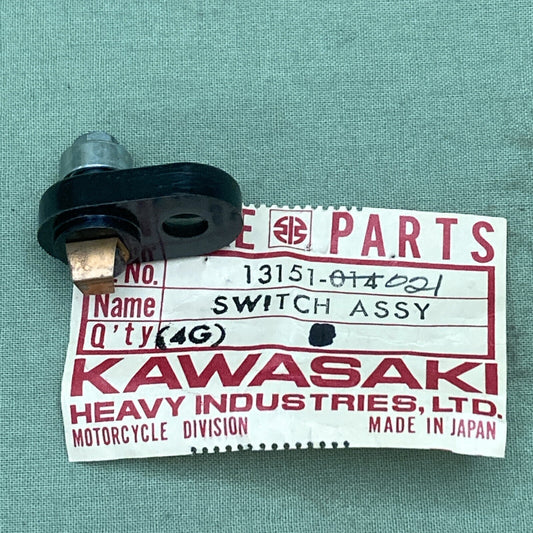 E PARTS
No. 13151-014 021
Name SWITCH ASSY
Q'ty (4G)
KAWASAKI
HEAVY INDUSTRIES, LTD.
MOTORCYCLE DIVISION MADE IN JAPAN